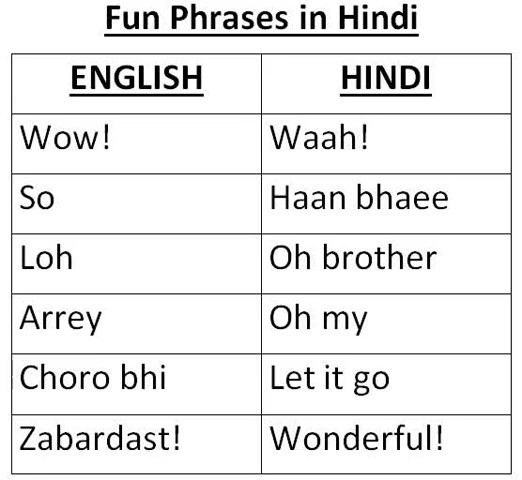 Fun Phrases in Hindi
ENGLISH HINDI
Wow! Waah!
So Haan bhaee
Loh Oh brother
Arrey Oh my
Choro bhi Let it go
Zabardast! Wonderful!